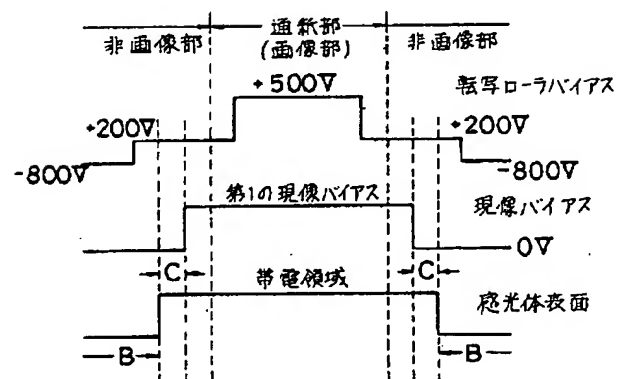 非画像部
通紙部
(画像部)
非画像部
転写ローラバイアス
+500V
+200V
+200V
-800V
-800V
第1の現像バイアス
現像バイアス
0V
C
C
帯電領域
感光体表面
B
B